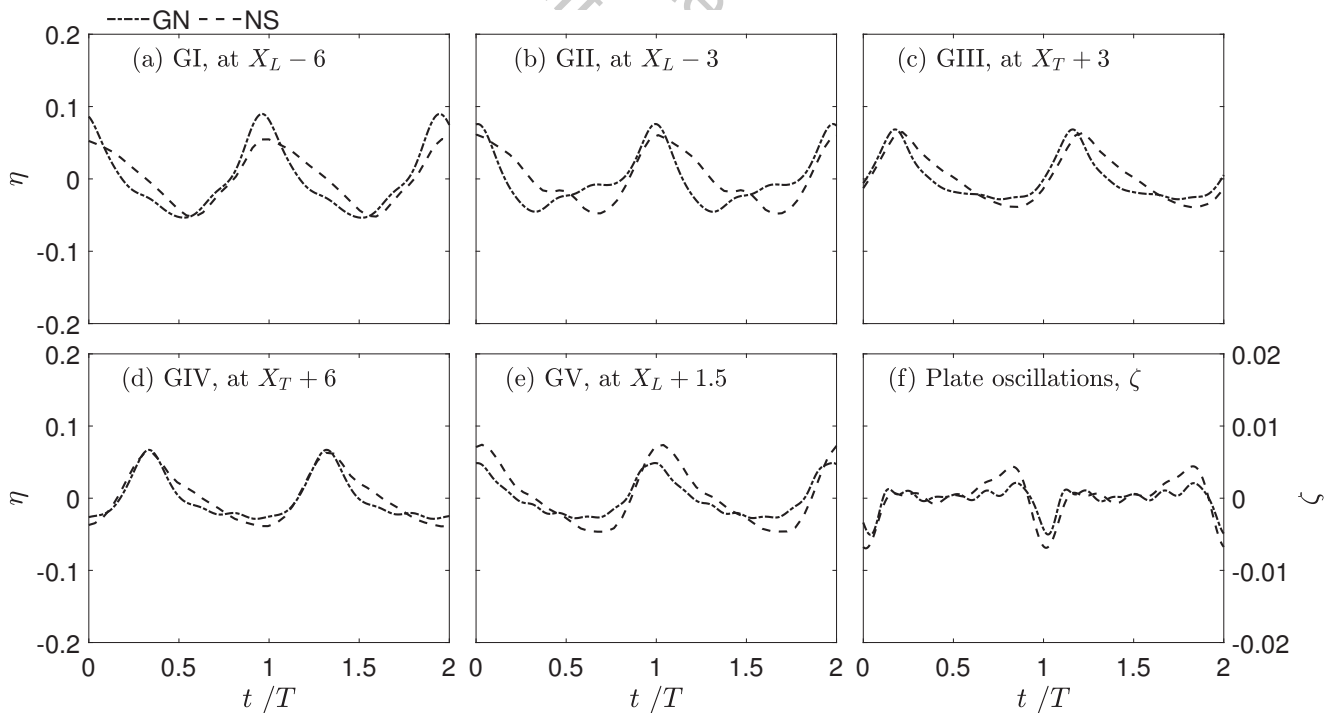 GN NS
(a) GI, at X_L − 6
(b) GII, at X_L − 3
(c) GIII, at X_T + 3
0.2
0.1
0
-0.1
-0.2
η
(d) GIV, at X_T + 6
(e) GV, at X_L + 1.5
(f) Plate oscillations, ζ
0.2
0.1
0
-0.1
-0.2
η
0.02
0.01
0
-0.01
-0.02
ζ
0 0.5 1 1.5 2
0 0.5 1 1.5 2
0 0.5 1 1.5 2
t /T
t /T
t /T